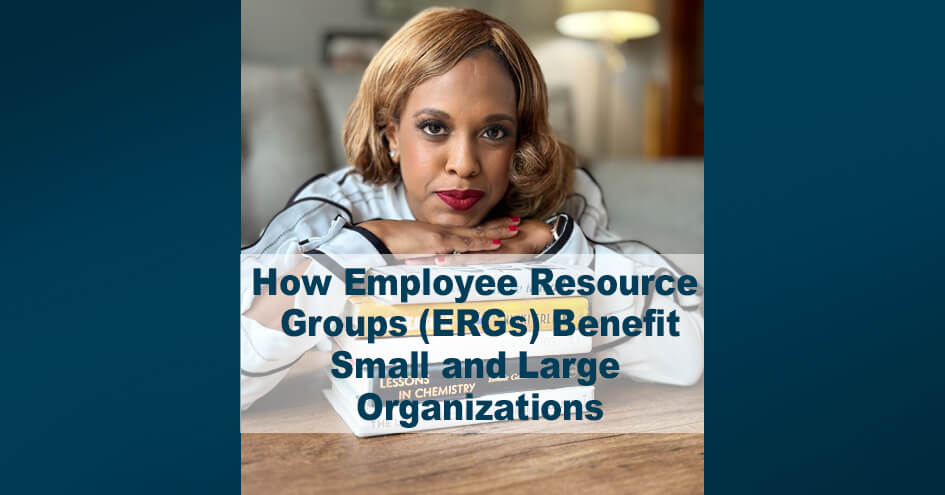 How Employee Resource
Groups (ERGs) Benefit
Small and Large
Organizations
LESSONS
IN CHEMISTRY